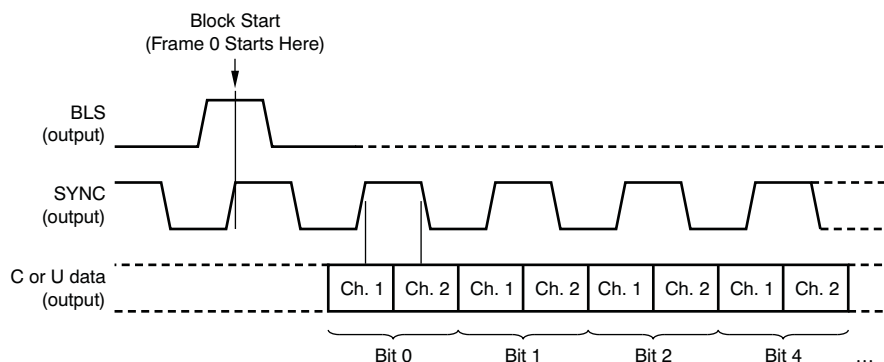 Block Start
(Frame 0 Starts Here)
BLS
(output)
SYNC
(output)
C or U data
(output)
Ch. 1 Ch. 2 Ch. 1 Ch. 2 Ch. 1 Ch. 2 Ch. 1 Ch. 2
Bit 0 Bit 1 Bit 2 Bit 4 ...